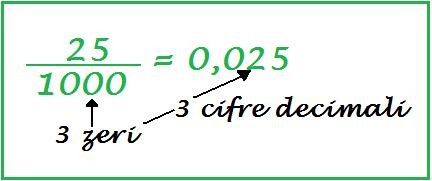 25
1000
= 0,025
3 cifre decimali
3 zeri